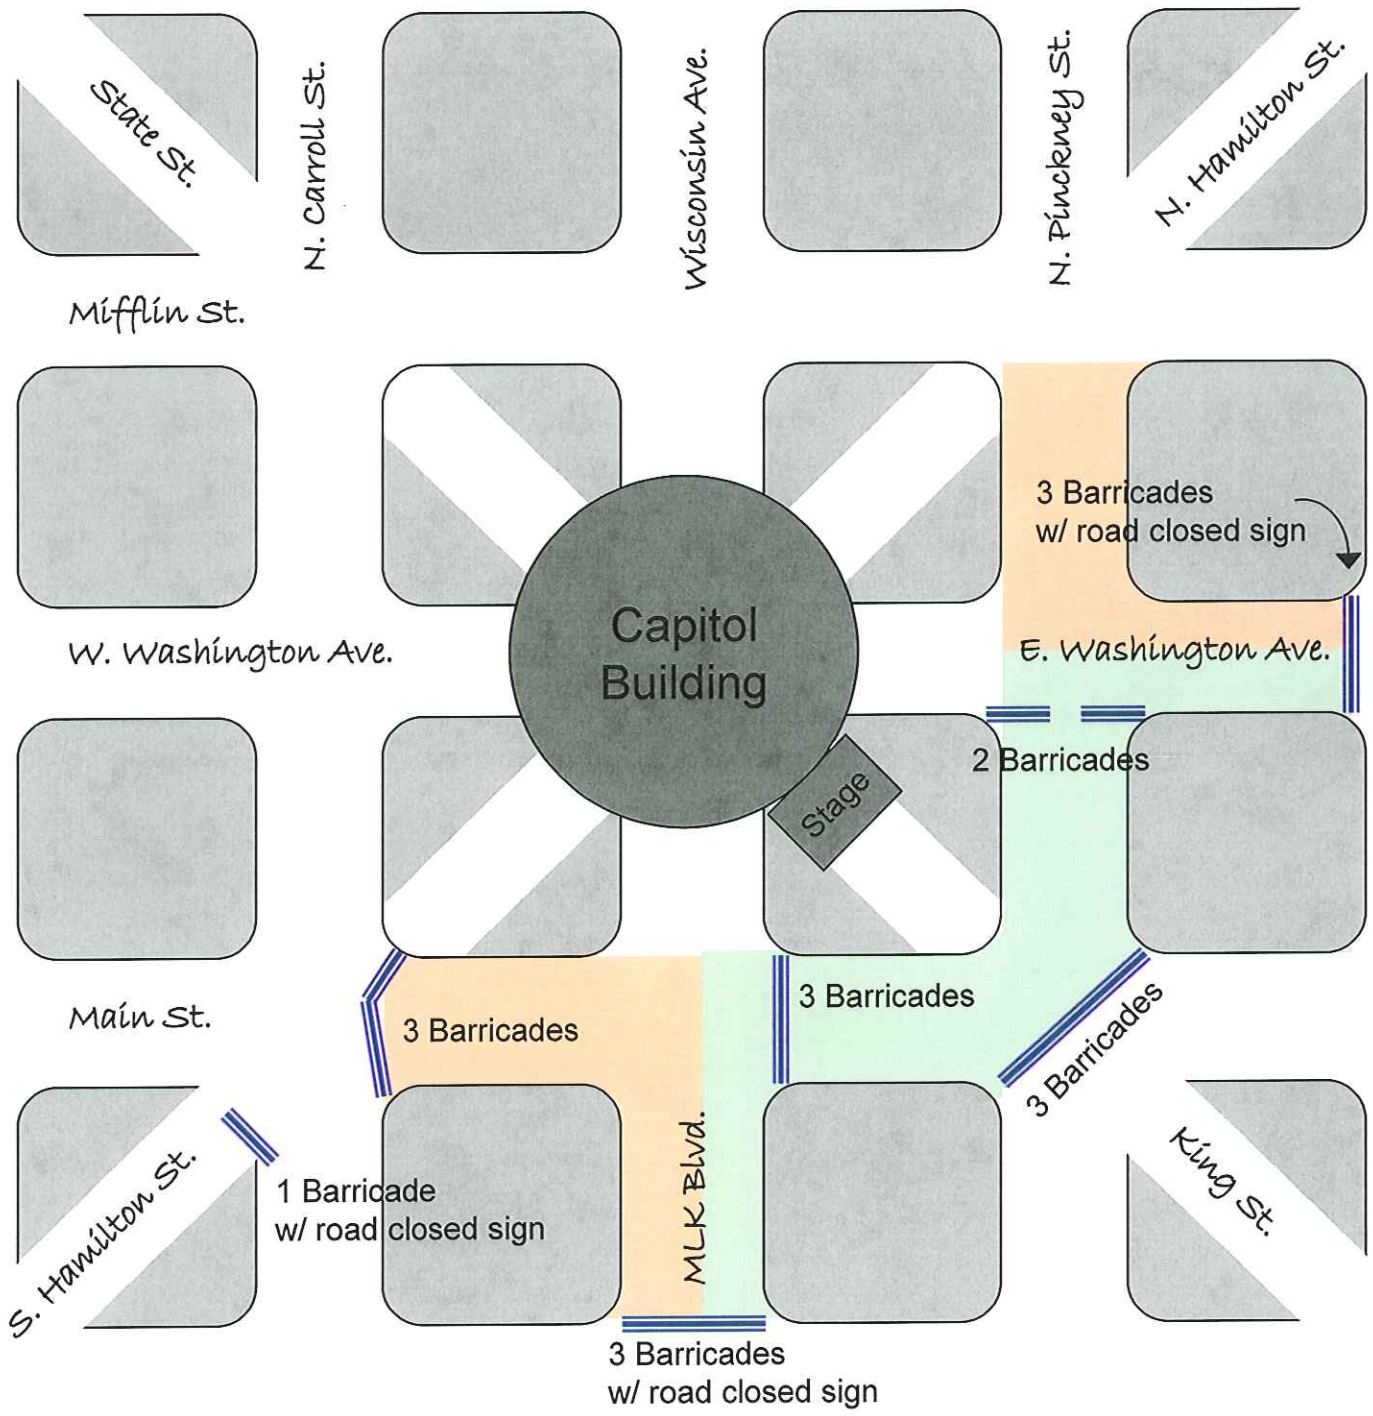 State St.
N. Carroll St.
Wisconsin Ave.
N. Pinckney St.
N. Hamilton St.
Mifflin St.
3 Barricades
w/ road closed sign
Capitol
Building
W. Washington Ave.
E. Washington Ave.
2 Barricades
Stage
Main St.
3 Barricades
3 Barricades
3 Barricades
S. Hamilton St.
1 Barricade
w/ road closed sign
MLK Blvd.
King St.
3 Barricades
w/ road closed sign